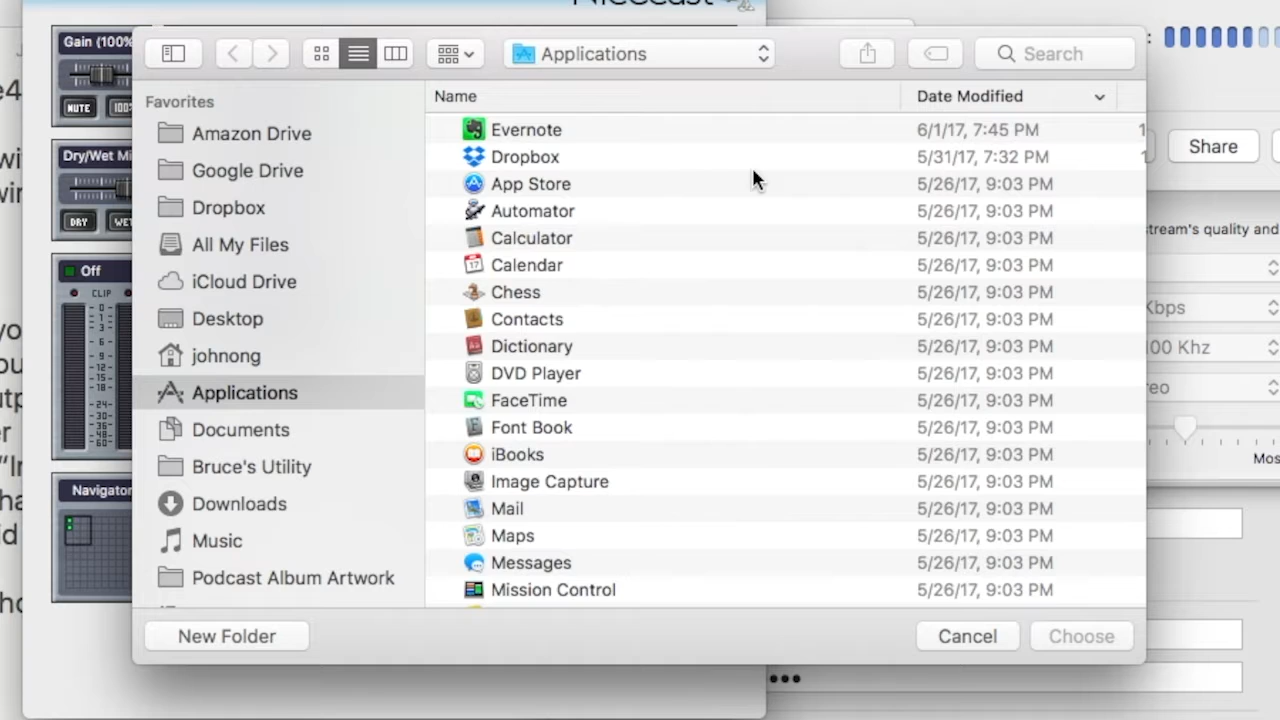 Nicecast
Gain (100%
MUTE
100
Dry/Wet Mi
DRY
WE
Off
CLIP
Navigator
Applications
Search
Favorites
Amazon Drive
Google Drive
Dropbox
All My Files
iCloud Drive
Desktop
johnong
Applications
Documents
Bruce's Utility
Downloads
Music
Podcast Album Artwork
Name Date Modified
Evernote 6/1/17, 7:45 PM 1
Dropbox 5/31/17, 7:32 PM 1
App Store 5/26/17, 9:03 PM
Automator 5/26/17, 9:03 PM
Calculator 5/26/17, 9:03 PM
Calendar 5/26/17, 9:03 PM
Chess 5/26/17, 9:03 PM
Contacts 5/26/17, 9:03 PM
Dictionary 5/26/17, 9:03 PM
DVD Player 5/26/17, 9:03 PM
FaceTime 5/26/17, 9:03 PM
Font Book 5/26/17, 9:03 PM
iBooks 5/26/17, 9:03 PM
Image Capture 5/26/17, 9:03 PM
Mail 5/26/17, 9:03 PM
Maps 5/26/17, 9:03 PM
Messages 5/26/17, 9:03 PM
Mission Control 5/26/17, 9:03 PM
New Folder
Cancel
Choose
Share
stream's quality and
Kbps
100 Khz
reo
Mos
•••